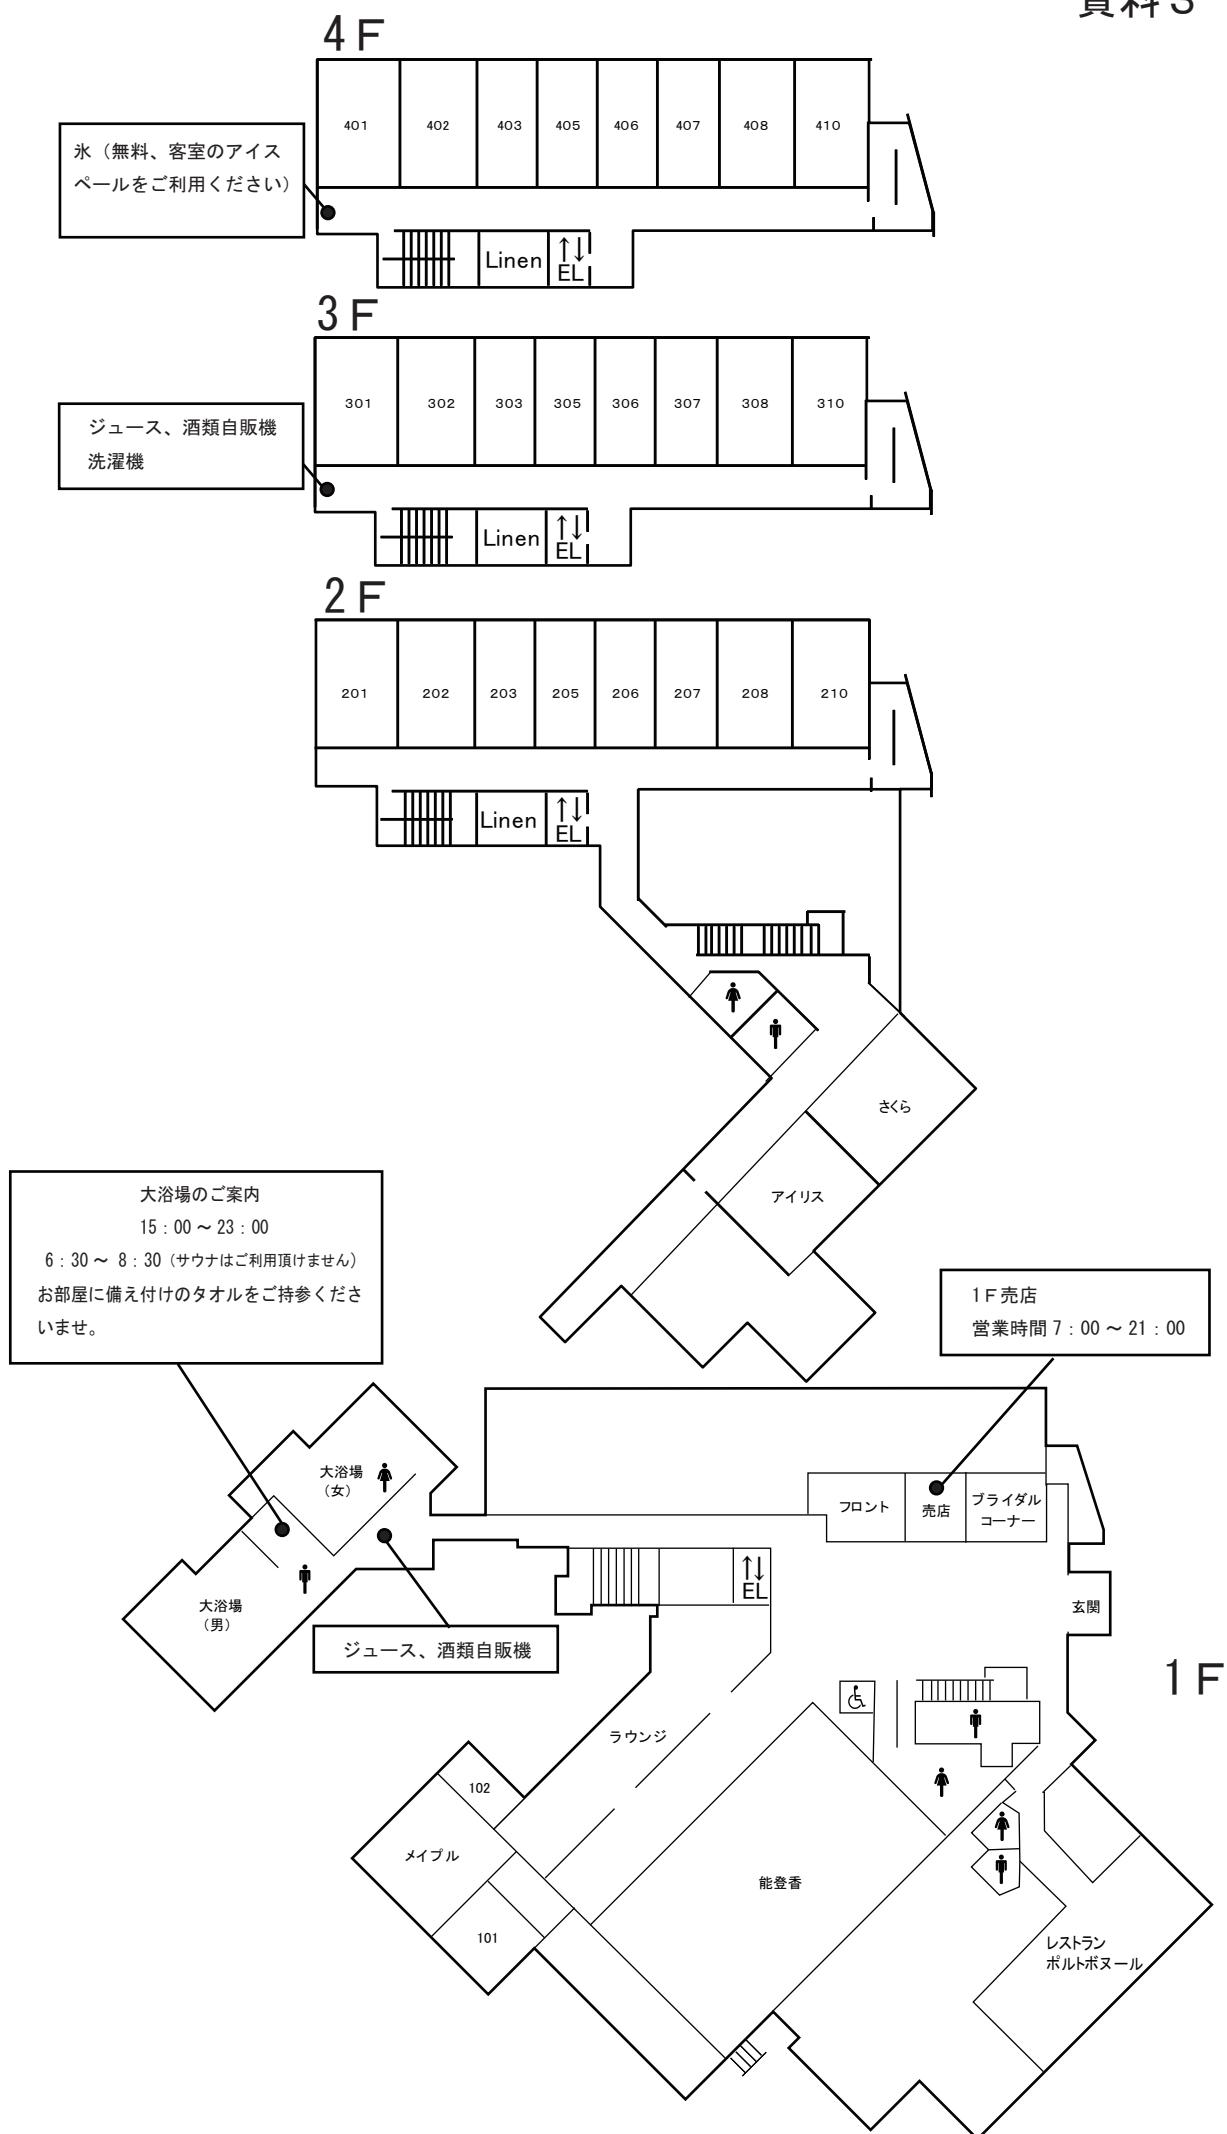 資料3
4F
401 402 403 405 406 407 408 410
氷（無料、客室のアイス
ペールをご利用ください）
Linen
↑↓
EL
3F
301 302 303 305 306 307 308 310
ジュース、酒類自販機
洗濯機
Linen
↑↓
EL
2F
201 202 203 205 206 207 208 210
Linen
↑↓
EL
さくら
アイリス
大浴場のご案内
15：00～23：00
6：30～ 8：30（サウナはご利用頂けません）
お部屋に備え付けのタオルをご持参くださ
いませ。
1F売店
営業時間 7：00～21：00
大浴場
（女）
フロント
売店
ブライダル
コーナー
↑↓
EL
大浴場
（男）
玄関
ジュース、酒類自販機
1F
ラウンジ
102
メイプル
能登香
101
レストラン
ポルトボヌール